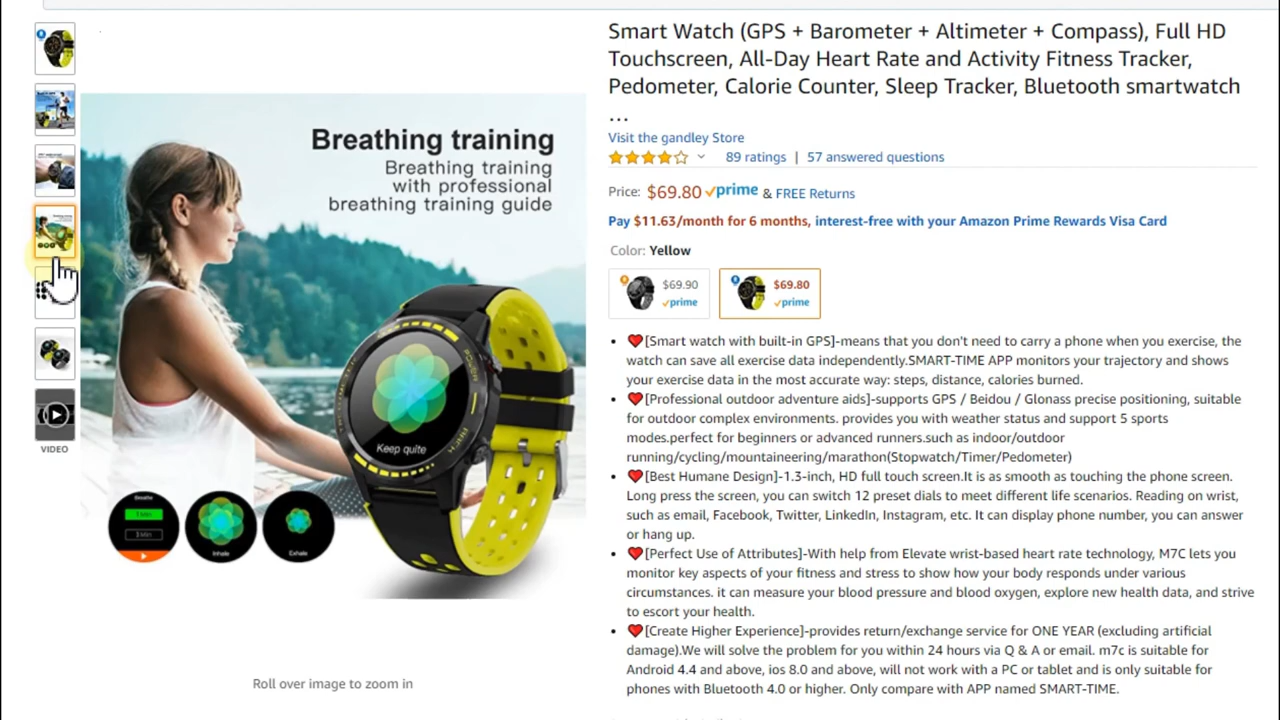 Smart Watch (GPS + Barometer + Altimeter + Compass), Full HD
Touchscreen, All-Day Heart Rate and Activity Fitness Tracker,
Pedometer, Calorie Counter, Sleep Tracker, Bluetooth smartwatch
...
Visit the gandley Store
89 ratings | 57 answered questions
Price: $69.80 prime & FREE Returns
Pay $11.63/month for 6 months, interest-free with your Amazon Prime Rewards Visa Card
Color: Yellow
$69.90
prime
$69.80
prime
❤[Smart watch with built-in GPS]-means that you don't need to carry a phone when you exercise, the
watch can save all exercise data independently.SMART-TIME APP monitors your trajectory and shows
your exercise data in the most accurate way: steps, distance, calories burned.
❤[Professional outdoor adventure aids]-supports GPS / Beidou / Glonass precise positioning, suitable
for outdoor complex environments. provides you with weather status and support 5 sports
modes.perfect for beginners or advanced runners.such as indoor/outdoor
running/cycling/mountaineering/marathon(Stopwatch/Timer/Pedometer)
❤[Best Humane Design]-1.3-inch, HD full touch screen.It is as smooth as touching the phone screen.
Long press the screen, you can switch 12 preset dials to meet different life scenarios. Reading on wrist,
such as email, Facebook, Twitter, LinkedIn, Instagram, etc. It can display phone number, you can answer
or hang up.
❤[Perfect Use of Attributes]-With help from Elevate wrist-based heart rate technology, M7C lets you
monitor key aspects of your fitness and stress to show how your body responds under various
circumstances. it can measure your blood pressure and blood oxygen, explore new health data, and strive
to escort your health.
❤[Create Higher Experience]-provides return/exchange service for ONE YEAR (excluding artificial
damage).We will solve the problem for you within 24 hours via Q & A or email. m7c is suitable for
Android 4.4 and above, ios 8.0 and above, will not work with a PC or tablet and is only suitable for
phones with Bluetooth 4.0 or higher. Only compare with APP named SMART-TIME.
Breathing training
Breathing training
with professional
breathing training guide
Keep quite
Breathe
1 Min
3 Min
Inhale
Exhale
VIDEO
Roll over image to zoom in